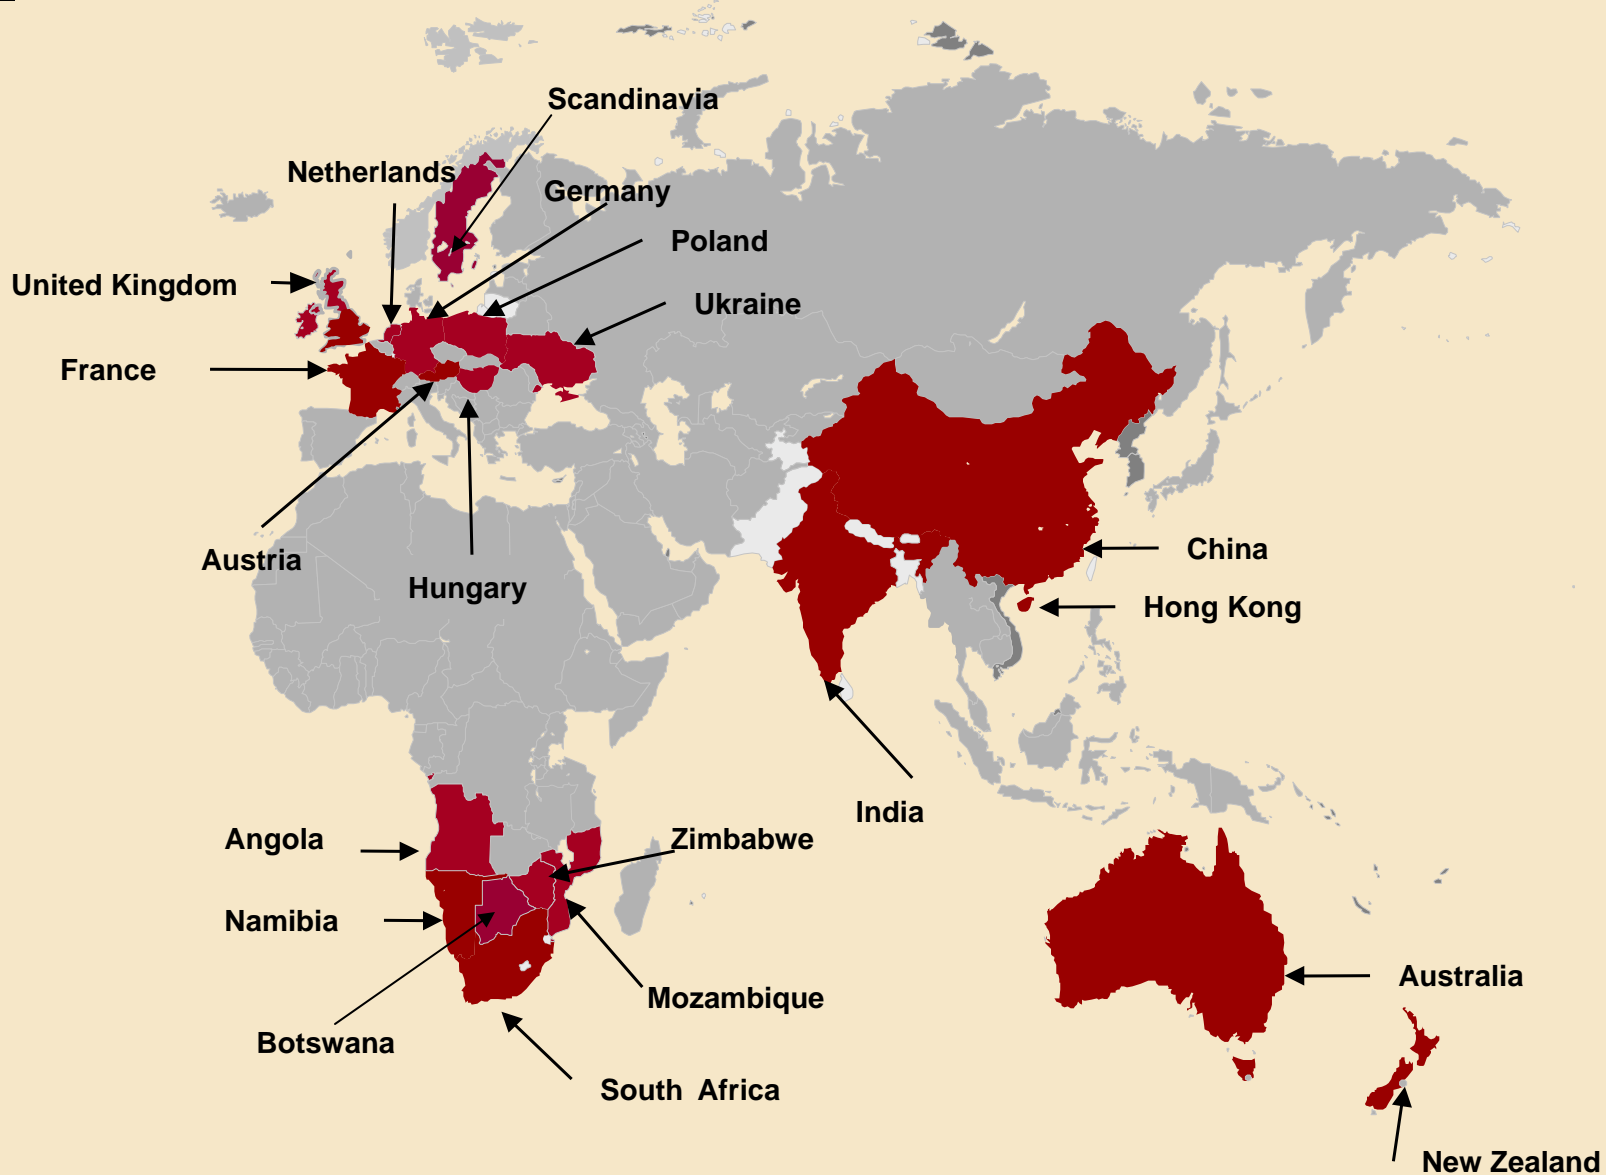 Scandinavia
Netherlands
Germany
Poland
United Kingdom
Ukraine
France
China
Austria
Hungary
Hong Kong
India
Angola
Zimbabwe
Namibia
Australia
Mozambique
Botswana
South Africa
New Zealand